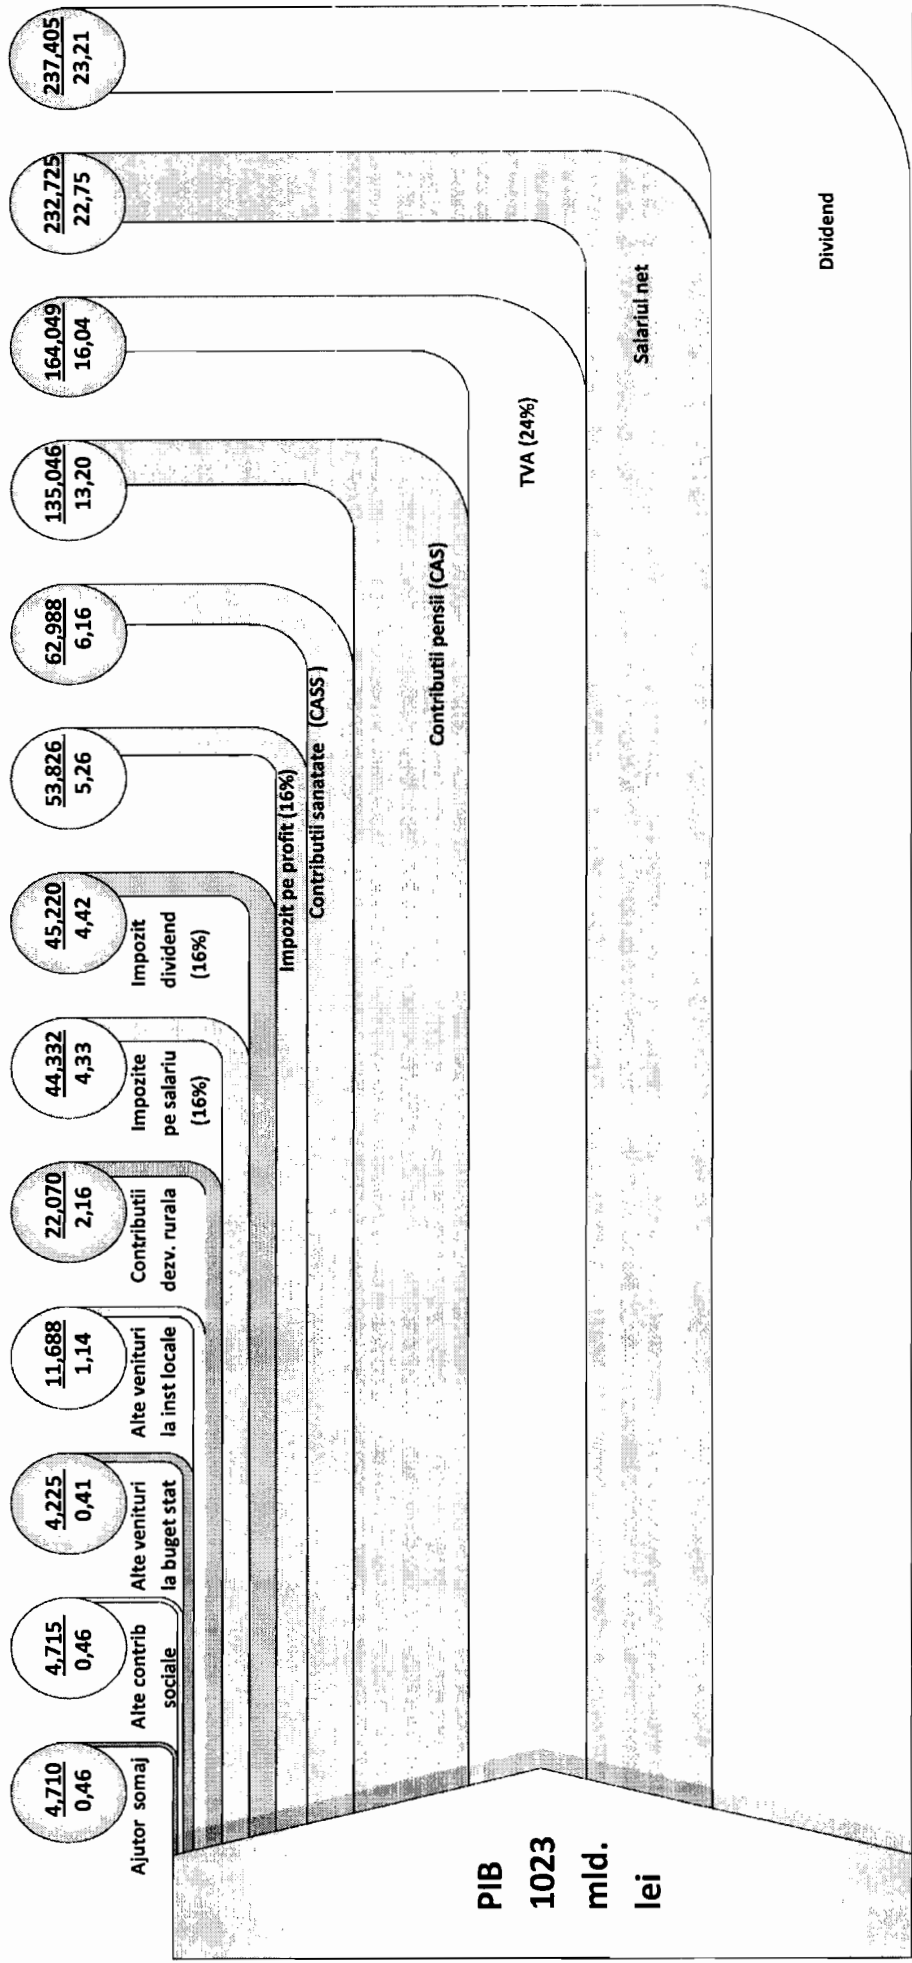 4,710
0,46
Ajutor somaj
4,715
0,46
Alte contrib
sociale
4,225
0,41
Alte venituri
la buget stat
11,688
1,14
Alte venituri
la inst locale
22,070
2,16
Contributii
dezv. rurala
44,332
4,33
Impozite
pe salariu
(16%)
45,220
4,42
Impozit
dividend
(16%)
53,826
5,26
Impozit pe profit (16%)
62,988
6,16
Contributii sanatate (CASS )
135,046
13,20
Contributii pensii (CAS)
164,049
16,04
TVA (24%)
232,725
22,75
Salariul net
237,405
23,21
Dividend
PIB
1023
mld.
lei